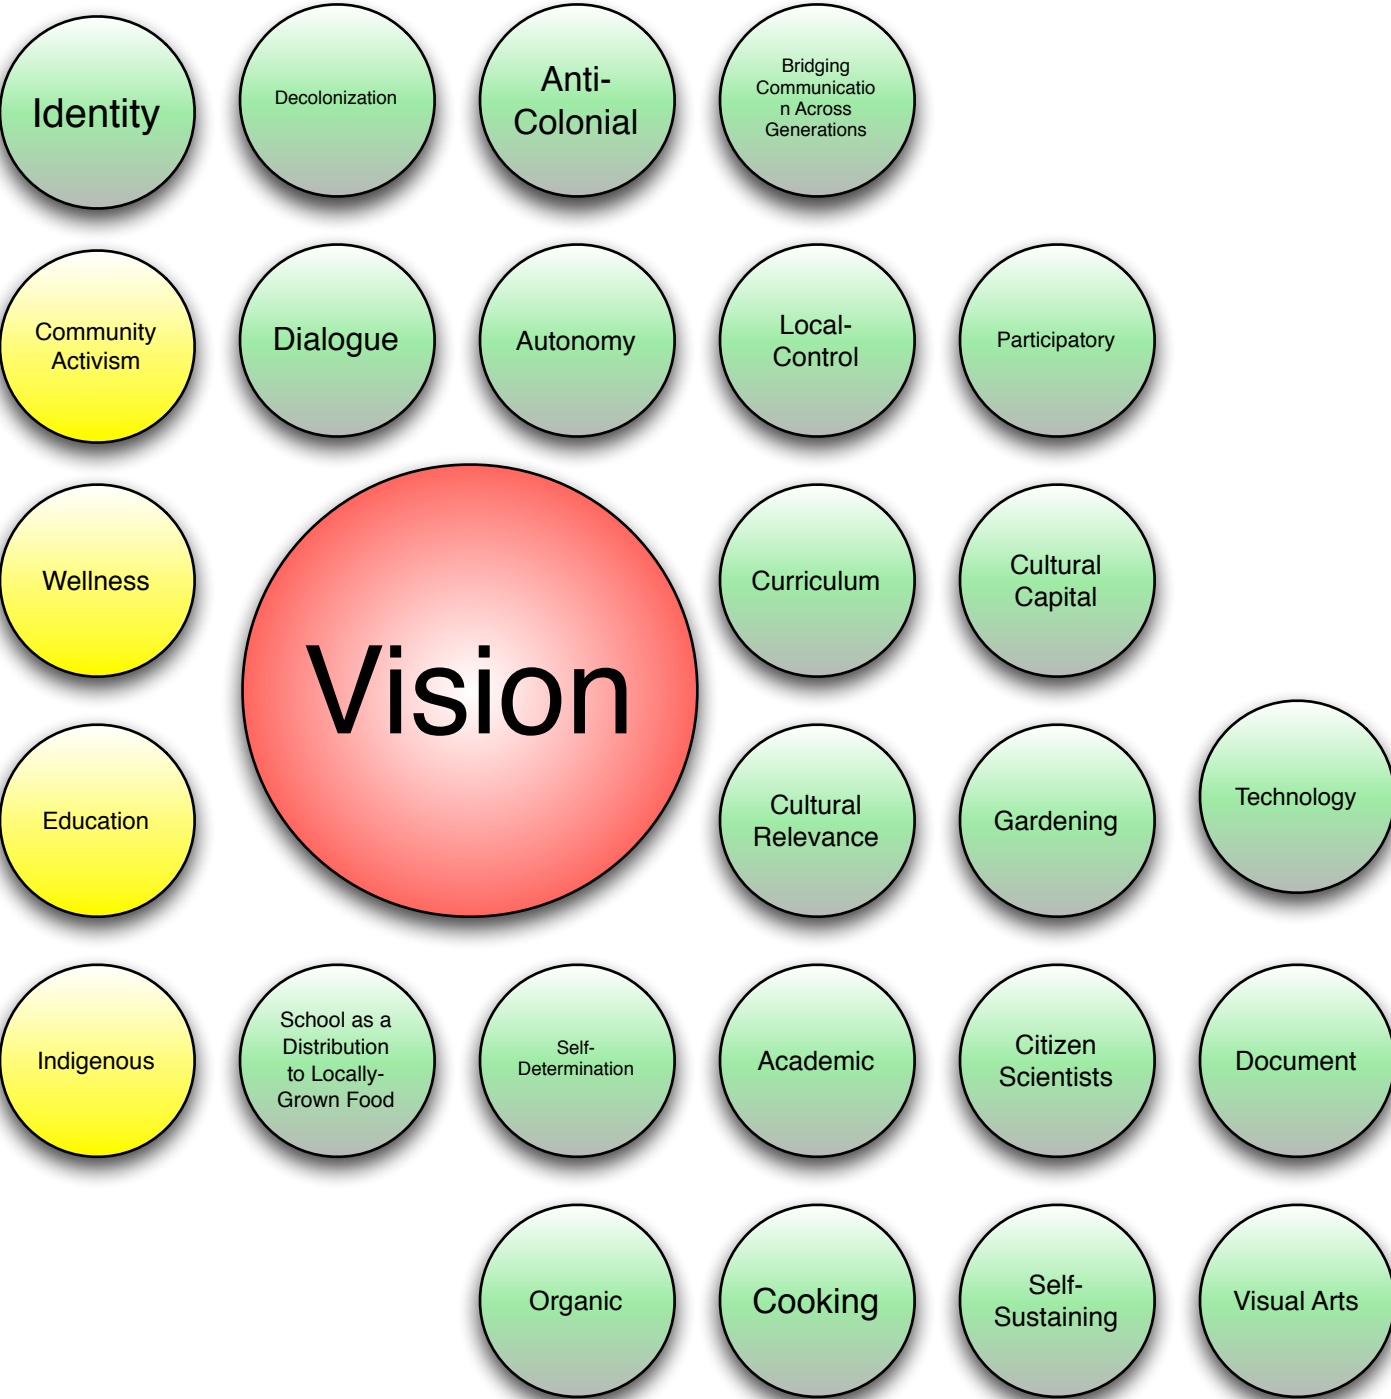 Identity
Decolonization
Anti-
Colonial
Bridging
Communicatio
n Across
Generations
Community
Activism
Dialogue
Autonomy
Local-
Control
Participatory
Wellness
Vision
Curriculum
Cultural
Capital
Education
Cultural
Relevance
Gardening
Technology
Indigenous
School as a
Distribution
to Locally-
Grown Food
Self-
Determination
Academic
Citizen
Scientists
Document
Organic
Cooking
Self-
Sustaining
Visual Arts